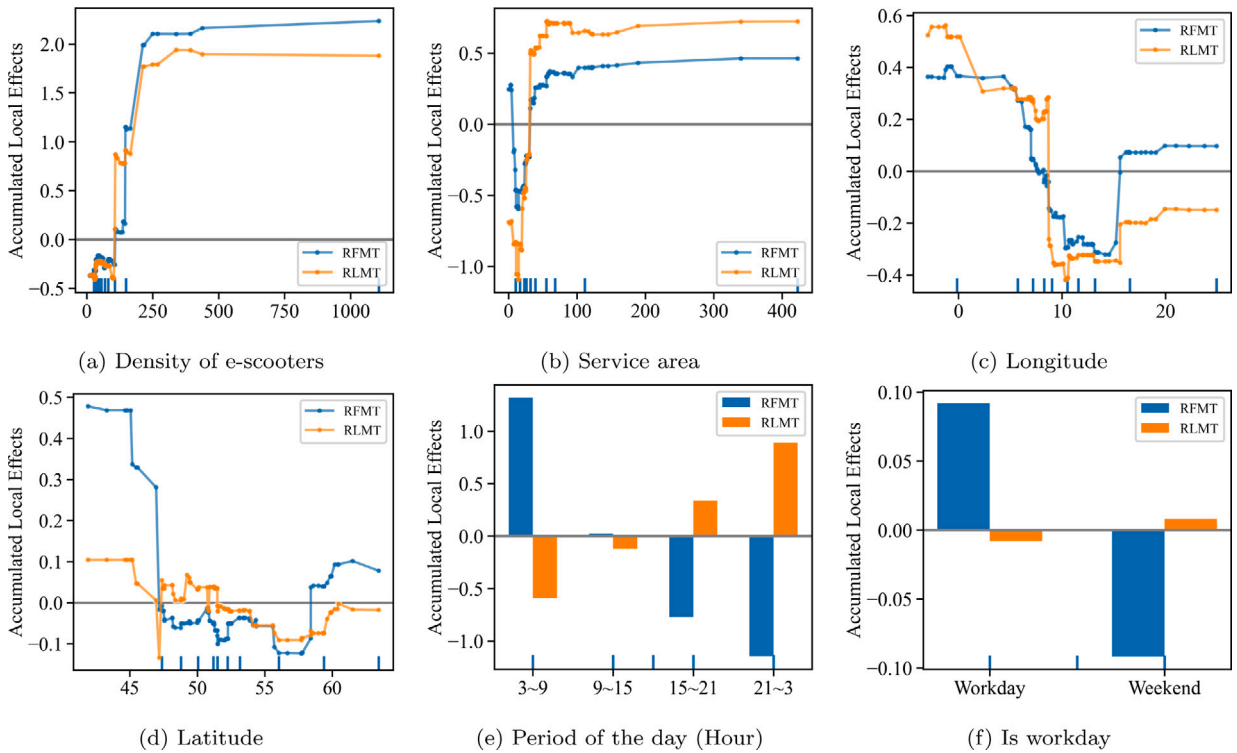 Accumulated Local Effects
2.0
1.5
1.0
0.5
0.0
−0.5
RFMT
RLMT
0 250 500 750 1000
(a) Density of e-scooters
Accumulated Local Effects
0.5
0.0
−0.5
−1.0
RFMT
RLMT
0 100 200 300 400
(b) Service area
Accumulated Local Effects
0.6
0.4
0.2
0.0
−0.2
−0.4
RFMT
RLMT
0 10 20
(c) Longitude
Accumulated Local Effects
0.5
0.4
0.3
0.2
0.1
0.0
−0.1
RFMT
RLMT
45 50 55 60
(d) Latitude
Accumulated Local Effects
1.0
0.5
0.0
−0.5
−1.0
RFMT
RLMT
3~9 9~15 15~21 21~3
(e) Period of the day (Hour)
Accumulated Local Effects
0.10
0.05
0.00
−0.05
−0.10
RFMT
RLMT
Workday Weekend
(f) Is workday